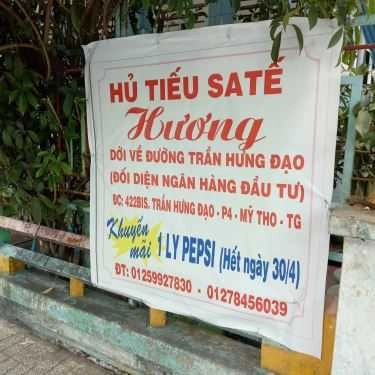 HỦ TIẾU SATẾ
Hương
DỜI VỀ ĐƯỜNG TRẦN HƯNG ĐẠO
(ĐỐI DIỆN NGÂN HÀNG ĐẦU TƯ)
ĐC: 422BIS. TRẦN HƯNG ĐẠO - P4 - MỸ THO - TG
Khuyến mãi 1 LY PEPSI (Hết ngày 30/4)
ĐT: 01259927830 - 01278456039